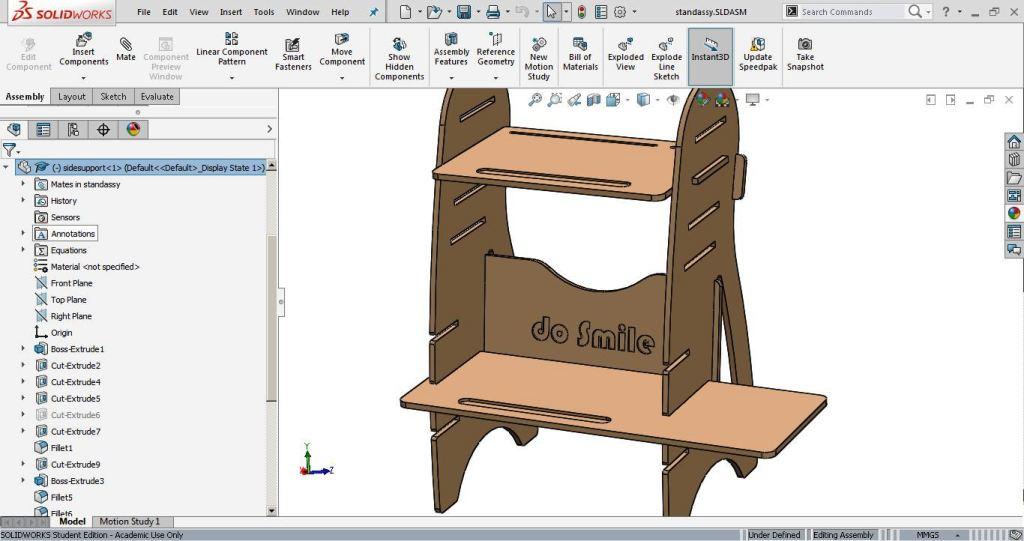 SOLIDWORKS
File Edit View Insert Tools Window Help
standassy.SLDASM
Search Commands
?
Edit Component
Insert Components
Mate
Component Preview Window
Linear Component Pattern
Smart Fasteners
Move Component
Show Hidden Components
Assembly Features
Reference Geometry
New Motion Study
Bill of Materials
Exploded View
Explode Line Sketch
Instant3D
Update Speedpak
Take Snapshot
Assembly Layout Sketch Evaluate
(-) sidesupport<1> (Default<<Default>_Display State 1>)
Mates in standassy
History
Sensors
Annotations
Equations
Material <not specified>
Front Plane
Top Plane
Right Plane
Origin
Boss-Extrude1
Cut-Extrude2
Cut-Extrude4
Cut-Extrude5
Cut-Extrude6
Cut-Extrude7
Fillet1
Cut-Extrude9
Boss-Extrude3
Fillet5
Fillet6
do Smile
Y
X Z
Model Motion Study 1
SOLIDWORKS Student Edition - Academic Use Only
Under Defined Editing Assembly MMGS